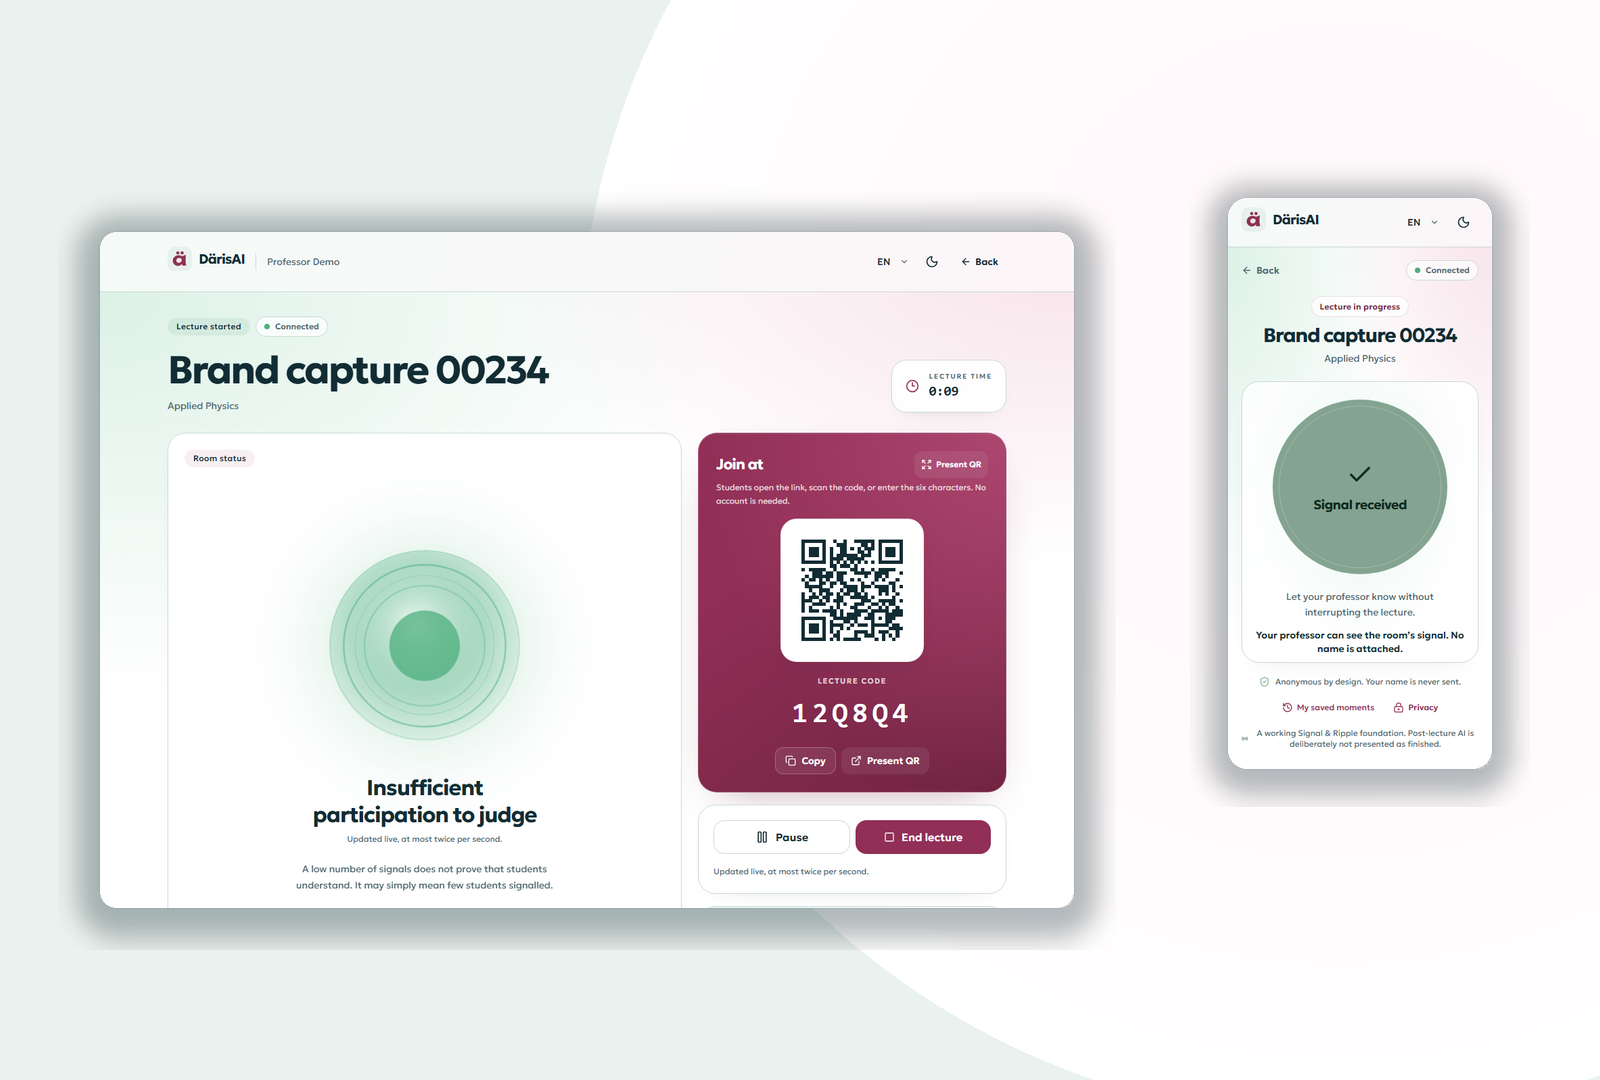 ä DärisAI Professor Demo
EN Back
Lecture started Connected
Brand capture 00234
Applied Physics
LECTURE TIME
0:09
Room status
Insufficient
participation to judge
Updated live, at most twice per second.
A low number of signals does not prove that students
understand. It may simply mean few students signalled.
Join at Present QR
Students open the link, scan the code, or enter the six characters. No
account is needed.
LECTURE CODE
12Q8Q4
Copy Present QR
Pause End lecture
Updated live, at most twice per second.
ä DärisAI EN
Back Connected
Lecture in progress
Brand capture 00234
Applied Physics
Signal received
Let your professor know without
interrupting the lecture.
Your professor can see the room's signal. No
name is attached.
Anonymous by design. Your name is never sent.
My saved moments Privacy
A working Signal & Ripple foundation. Post-lecture AI is
deliberately not presented as finished.